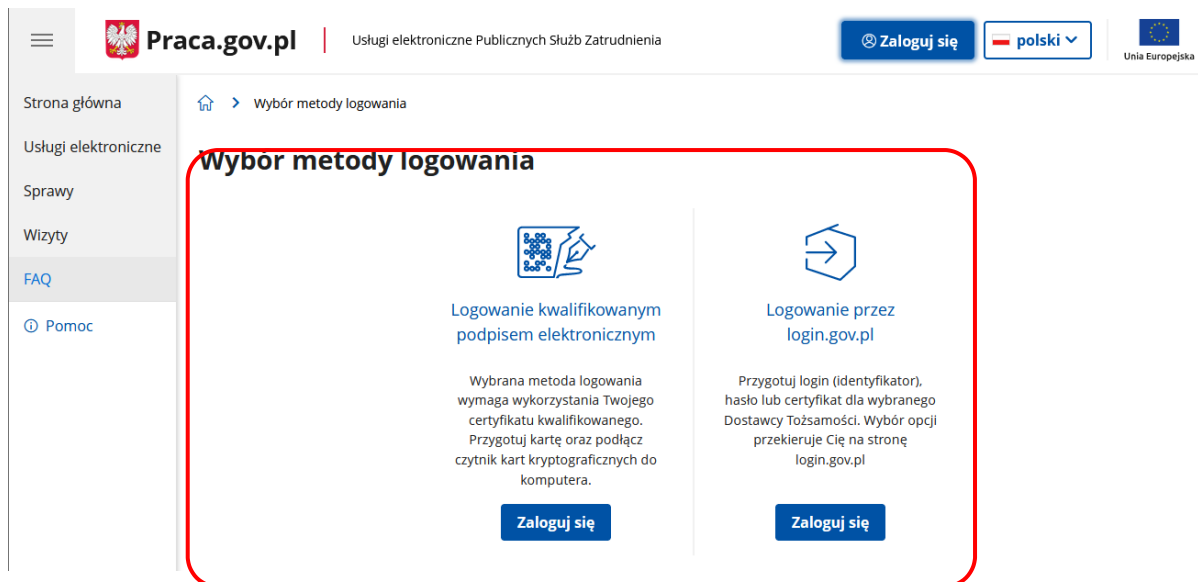 Praca.gov.pl
Usługi elektroniczne Publicznych Służb Zatrudnienia
Zaloguj się
polski
Unia Europejska
Strona główna
Usługi elektroniczne
Sprawy
Wizyty
FAQ
Pomoc
Wybór metody logowania
Wybór metody logowania
Logowanie kwalifikowanym
podpisem elektronicznym
Wybrana metoda logowania
wymaga wykorzystania Twojego
certyfikatu kwalifikowanego.
Przygotuj kartę oraz podłącz
czytnik kart kryptograficznych do
komputera.
Zaloguj się
Logowanie przez
login.gov.pl
Przygotuj login (identyfikator),
hasło lub certyfikat dla wybranego
Dostawcy Tożsamości. Wybór opcji
przekieruje Cię na stronę
login.gov.pl
Zaloguj się